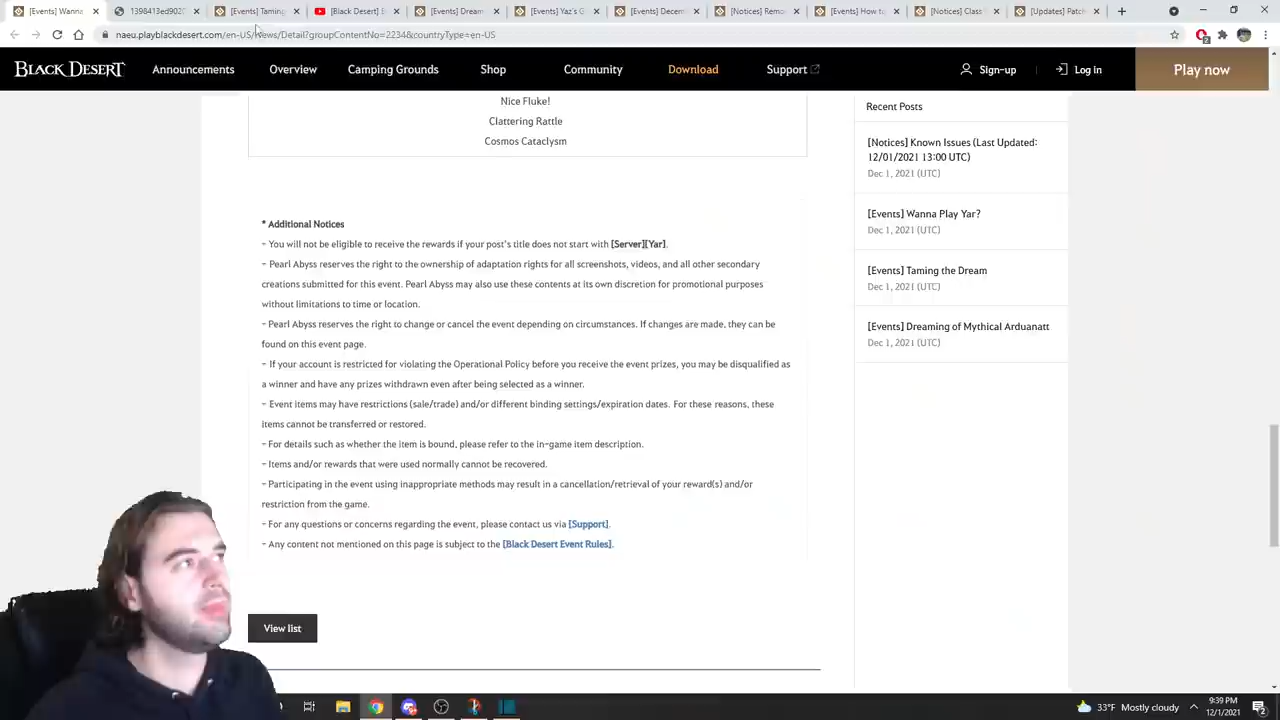 [Events] Wanna
1398413ed902
[Events] Taming
[Black Desert]
[Events]
[Events] Yaz's G
[Events] Decem
[Notices] Rema
[Events] How t
[Notices] Class
[Updates] Patch
naeu.playblackdesert.com/en-US/News/Detail?groupContentNo=2234&countryType=en-US
BLACK DESERT
Announcements
Overview
Camping Grounds
Shop
Community
Download
Support
Sign-up
Log in
Play now
Nice Fluke!
Clattering Rattle
Cosmos Cataclysm
* Additional Notices
- You will not be eligible to receive the rewards if your post's title does not start with [Server][Yar].
- Pearl Abyss reserves the right to the ownership of adaptation rights for all screenshots, videos, and all other secondary
creations submitted for this event. Pearl Abyss may also use these contents at its own discretion for promotional purposes
without limitations to time or location.
- Pearl Abyss reserves the right to change or cancel the event depending on circumstances. If changes are made, they can be
found on this event page.
- If your account is restricted for violating the Operational Policy before you receive the event prizes, you may be disqualified as
a winner and have any prizes withdrawn even after being selected as a winner.
- Event items may have restrictions (sale/trade) and/or different binding settings/expiration dates. For these reasons, these
items cannot be transferred or restored.
- For details such as whether the item is bound, please refer to the in-game item description.
- Items and/or rewards that were used normally cannot be recovered.
- Participating in the event using inappropriate methods may result in a cancellation/retrieval of your reward(s) and/or
restriction from the game.
- For any questions or concerns regarding the event, please contact us via [Support].
- Any content not mentioned on this page is subject to the [Black Desert Event Rules].
View list
Recent Posts
[Notices] Known Issues (Last Updated:
12/01/2021 13:00 UTC)
Dec 1, 2021 (UTC)
[Events] Wanna Play Yar?
Dec 1, 2021 (UTC)
[Events] Taming the Dream
Dec 1, 2021 (UTC)
[Events] Dreaming of Mythical Arduanatt
Dec 1, 2021 (UTC)
33°F Mostly cloudy
9:39 PM
12/1/2021